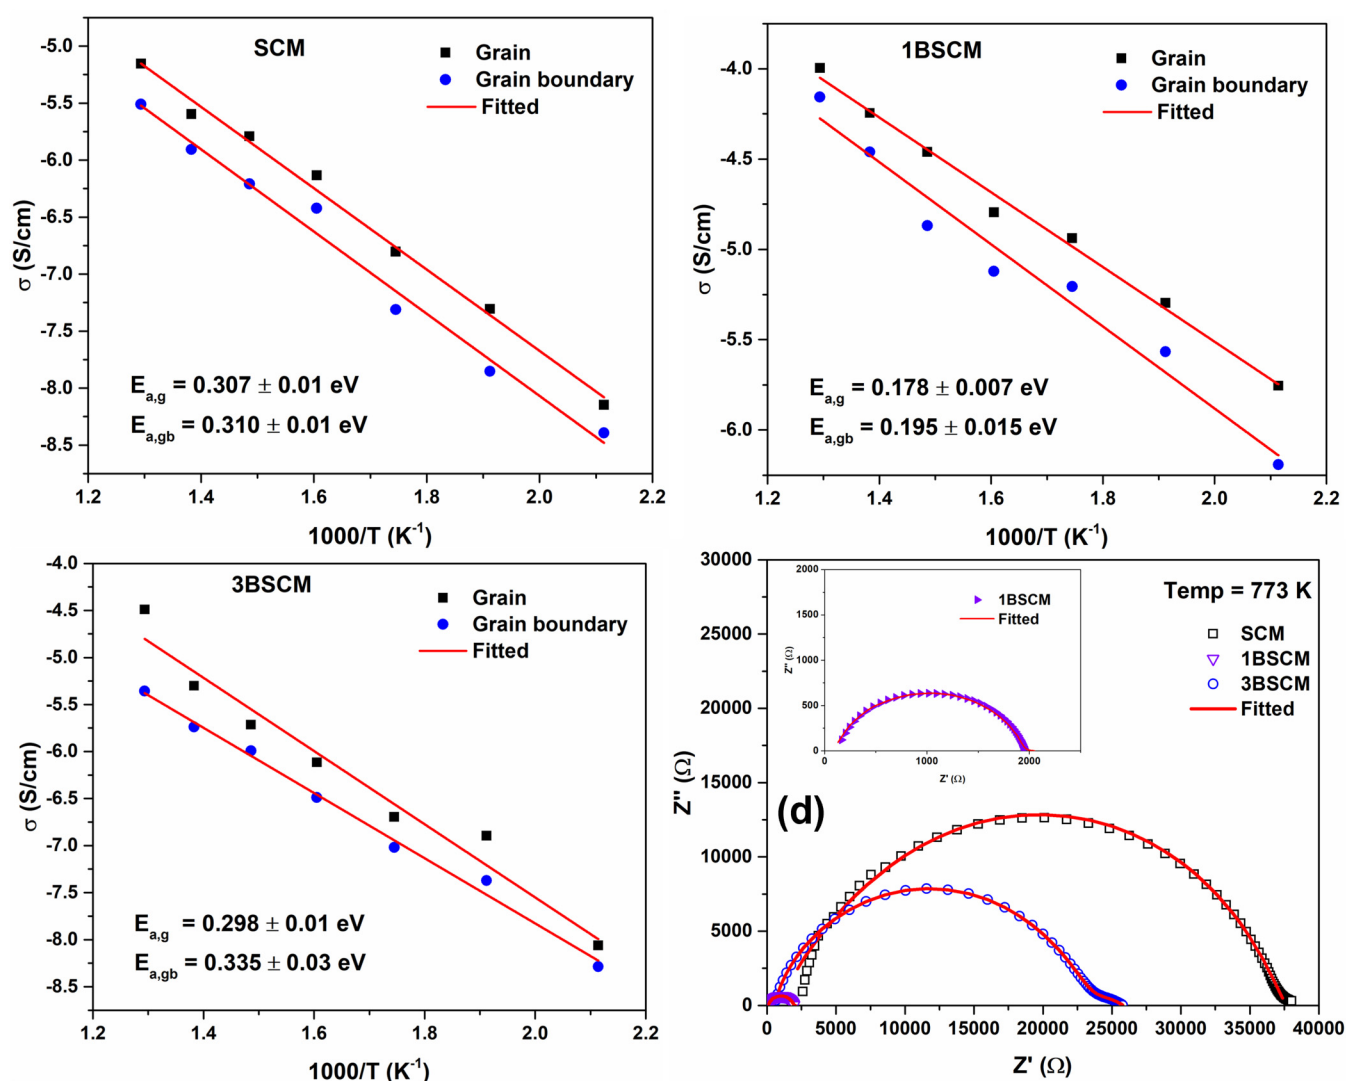 SCM
Grain
Grain boundary
Fitted
-5.0
-5.5
-6.0
-6.5
-7.0
-7.5
-8.0
-8.5
σ (S/cm)
E_a,g = 0.307 ± 0.01 eV
E_a,gb = 0.310 ± 0.01 eV
1.2 1.4 1.6 1.8 2.0 2.2
1000/T (K⁻¹)
1BSCM
Grain
Grain boundary
Fitted
-4.0
-4.5
-5.0
-5.5
-6.0
σ (S/cm)
E_a,g = 0.178 ± 0.007 eV
E_a,gb = 0.195 ± 0.015 eV
1.2 1.4 1.6 1.8 2.0 2.2
1000/T (K⁻¹)
3BSCM
Grain
Grain boundary
Fitted
-4.0
-4.5
-5.0
-5.5
-6.0
-6.5
-7.0
-7.5
-8.0
-8.5
σ (S/cm)
E_a,g = 0.298 ± 0.01 eV
E_a,gb = 0.335 ± 0.03 eV
1.2 1.4 1.6 1.8 2.0 2.2
1000/T (K⁻¹)
Temp = 773 K
SCM
1BSCM
3BSCM
Fitted
30000
25000
20000
15000
10000
5000
0
Z'' (Ω)
(d)
0 5000 10000 15000 20000 25000 30000 35000 40000
Z' (Ω)
1BSCM
Fitted
2000
1500
1000
500
0
Z'' (Ω)
0 1000 2000
Z' (Ω)